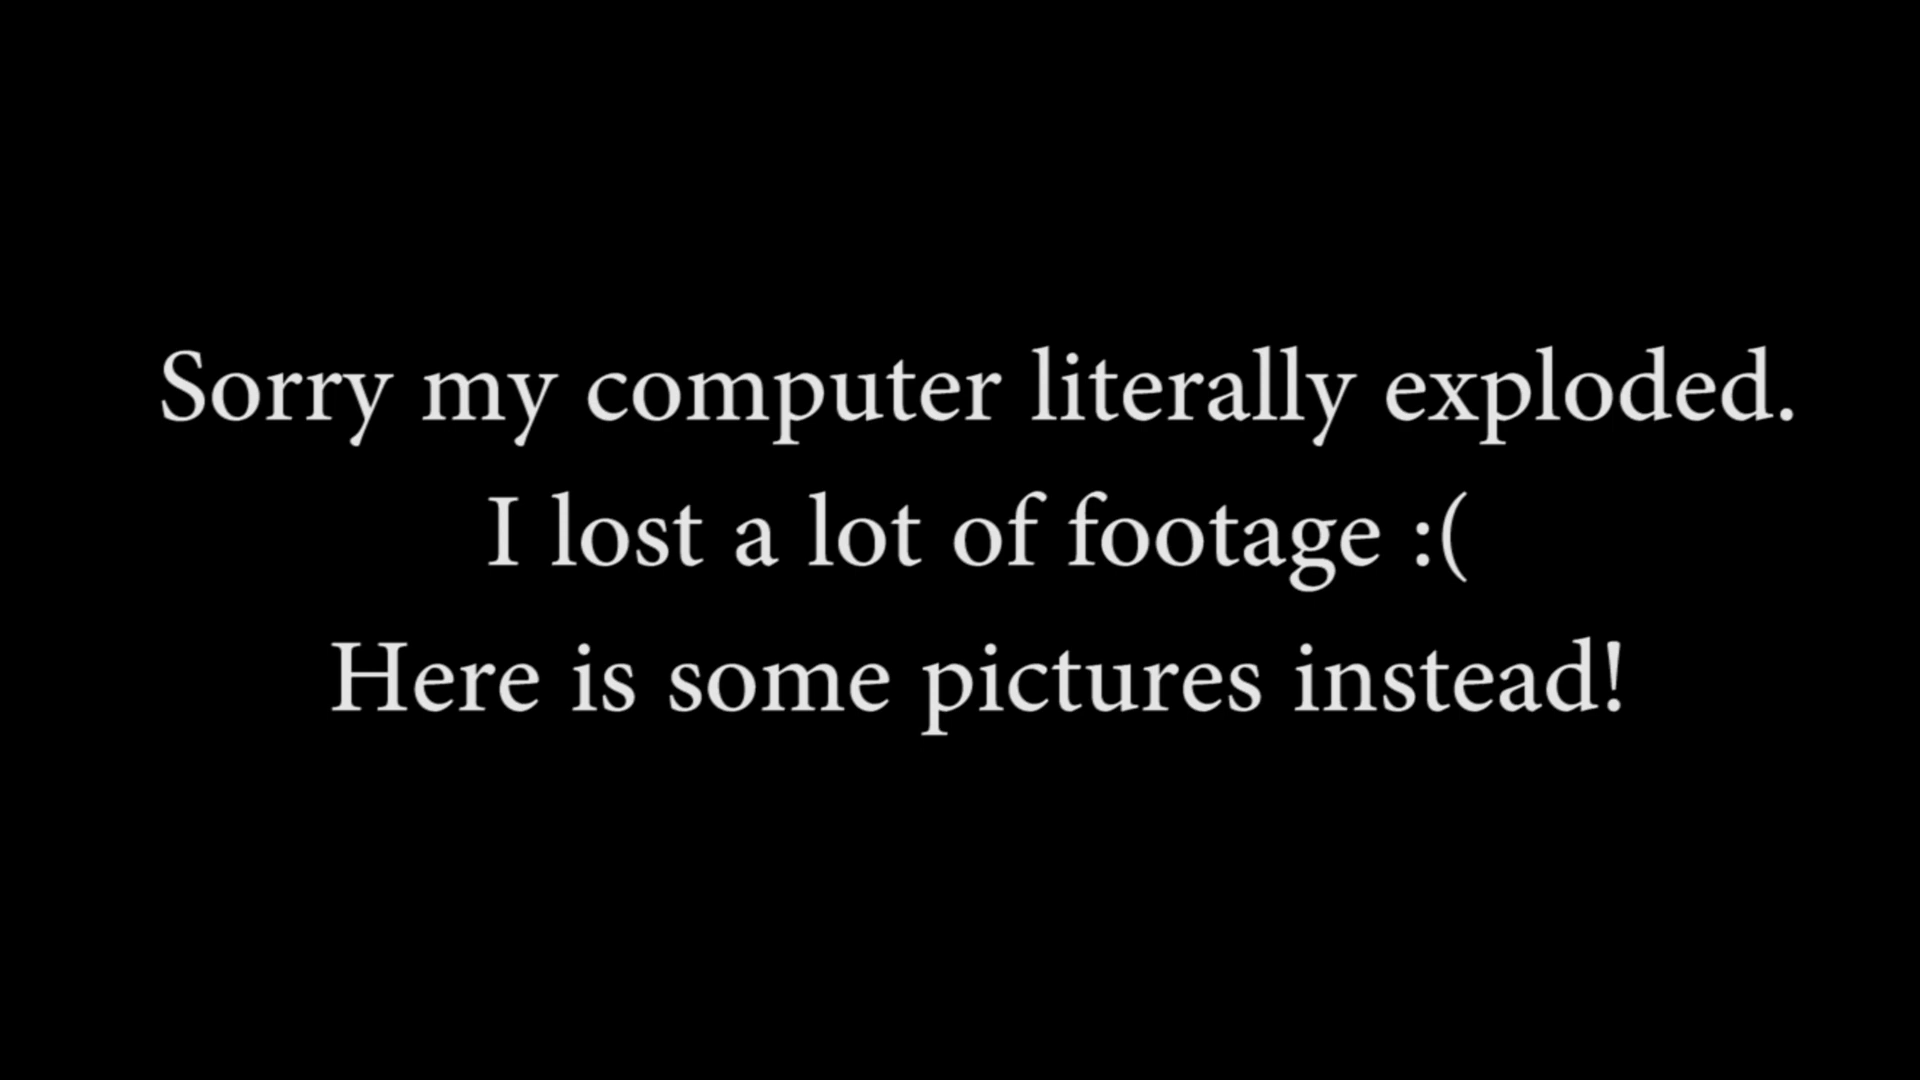 Sorry my computer literally exploded.
I lost a lot of footage :(
Here is some pictures instead!